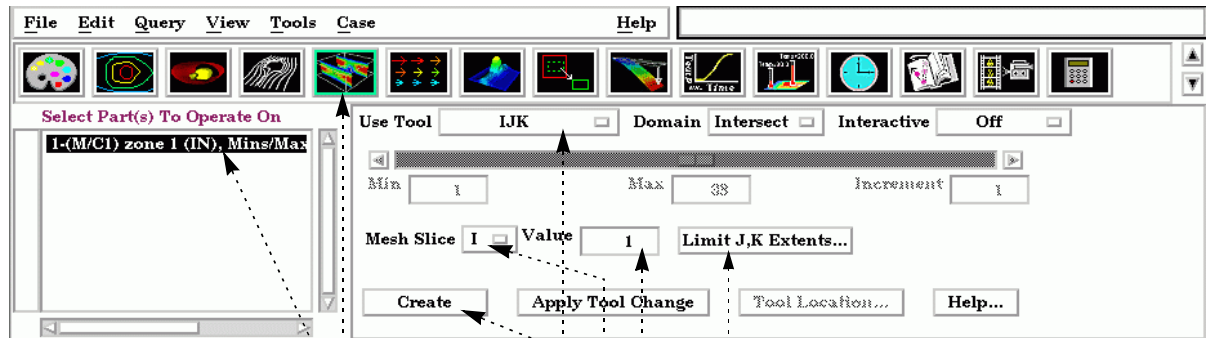 File Edit Query View Tools Case Help
Select Part(s) To Operate On
1-(M/C1) zone 1 (IN), Mins/Max
Use Tool IJK Domain Intersect Interactive Off
Min 1 Max 38 Increment 1
Mesh Slice I Value 1 Limit J,K Extents...
Create Apply Tool Change Tool Location... Help...